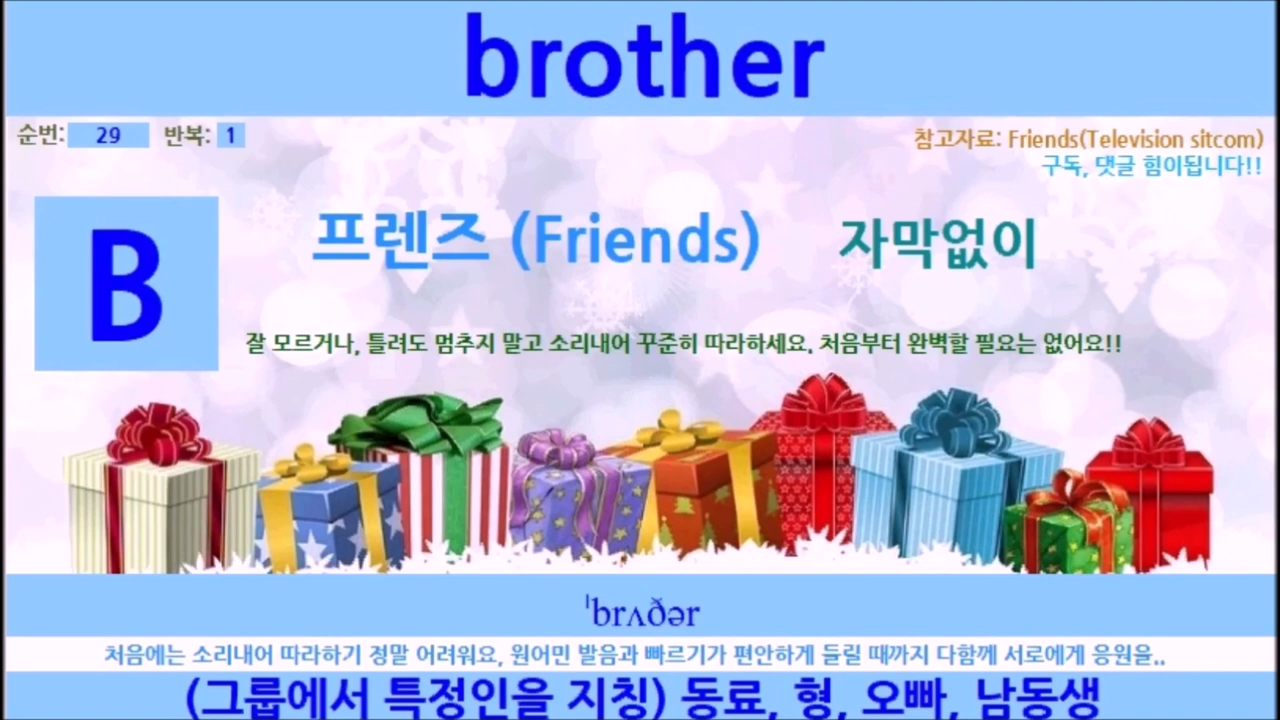 brother
순번: 29 반복: 1
참고자료: Friends(Television sitcom)
구독, 댓글 힘이됩니다!!
B
프렌즈 (Friends) 자막없이
잘 모르거나, 틀려도 멈추지 말고 소리내어 꾸준히 따라하세요. 처음부터 완벽할 필요는 없어요!!
ˈbrʌðər
처음에는 소리내어 따라하기 정말 어려워요, 원어민 발음과 빠르기가 편안하게 들릴 때까지 다함께 서로에게 응원을..
(그룹에서 특정인을 지칭) 동료, 형, 오빠, 남동생